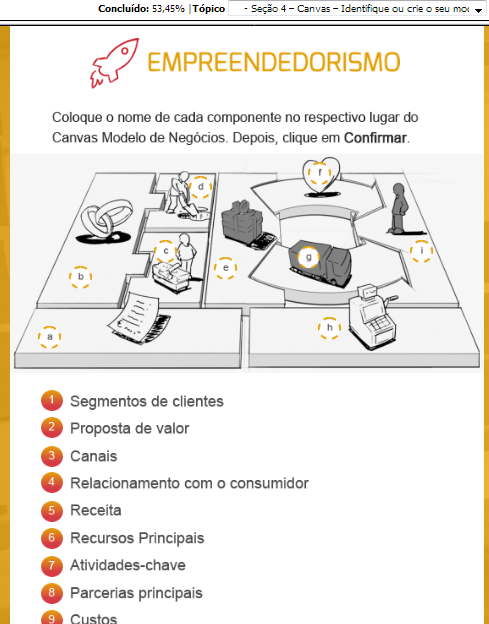 Concluído: 53,45% |Tópico - Seção 4 – Canvas – Identifique ou crie o seu mo
EMPREENDEDORISMO
Coloque o nome de cada componente no respectivo lugar do
Canvas Modelo de Negócios. Depois, clique em Confirmar.
f
d
c
g
i
b
e
a
h
1 Segmentos de clientes
2 Proposta de valor
3 Canais
4 Relacionamento com o consumidor
5 Receita
6 Recursos Principais
7 Atividades-chave
8 Parcerias principais
9 Custos